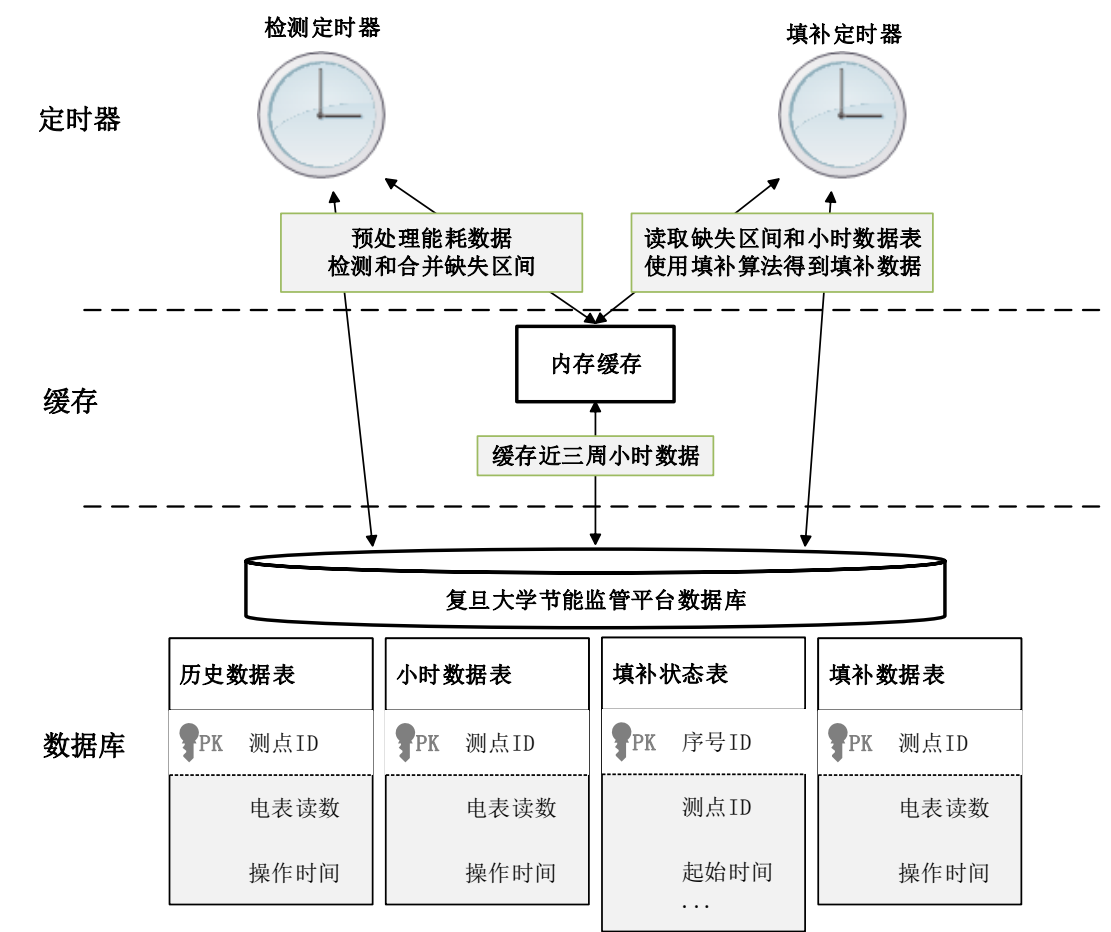 检测定时器
填补定时器
定时器
预处理能耗数据
检测和合并缺失区间
读取缺失区间和小时数据表
使用填补算法得到填补数据
内存缓存
缓存
缓存近三周小时数据
复旦大学节能监管平台数据库
历史数据表
小时数据表
填补状态表
填补数据表
数据库
PK 测点ID
PK 测点ID
PK 序号ID
PK 测点ID
电表读数
电表读数
测点ID
电表读数
操作时间
操作时间
起始时间
操作时间
...